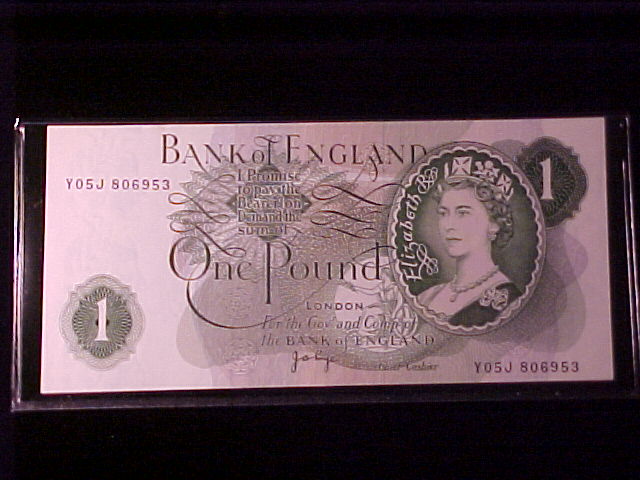 BANK of ENGLAND
1
Y05J 806953
I Promise
to pay the
Bearer on
Demand the
sum of
Elizabeth
One Pound
LONDON
For the Gov.r and Comp.a of
the BANK of ENGLAND
1
Chief Cashier
Y05J 806953